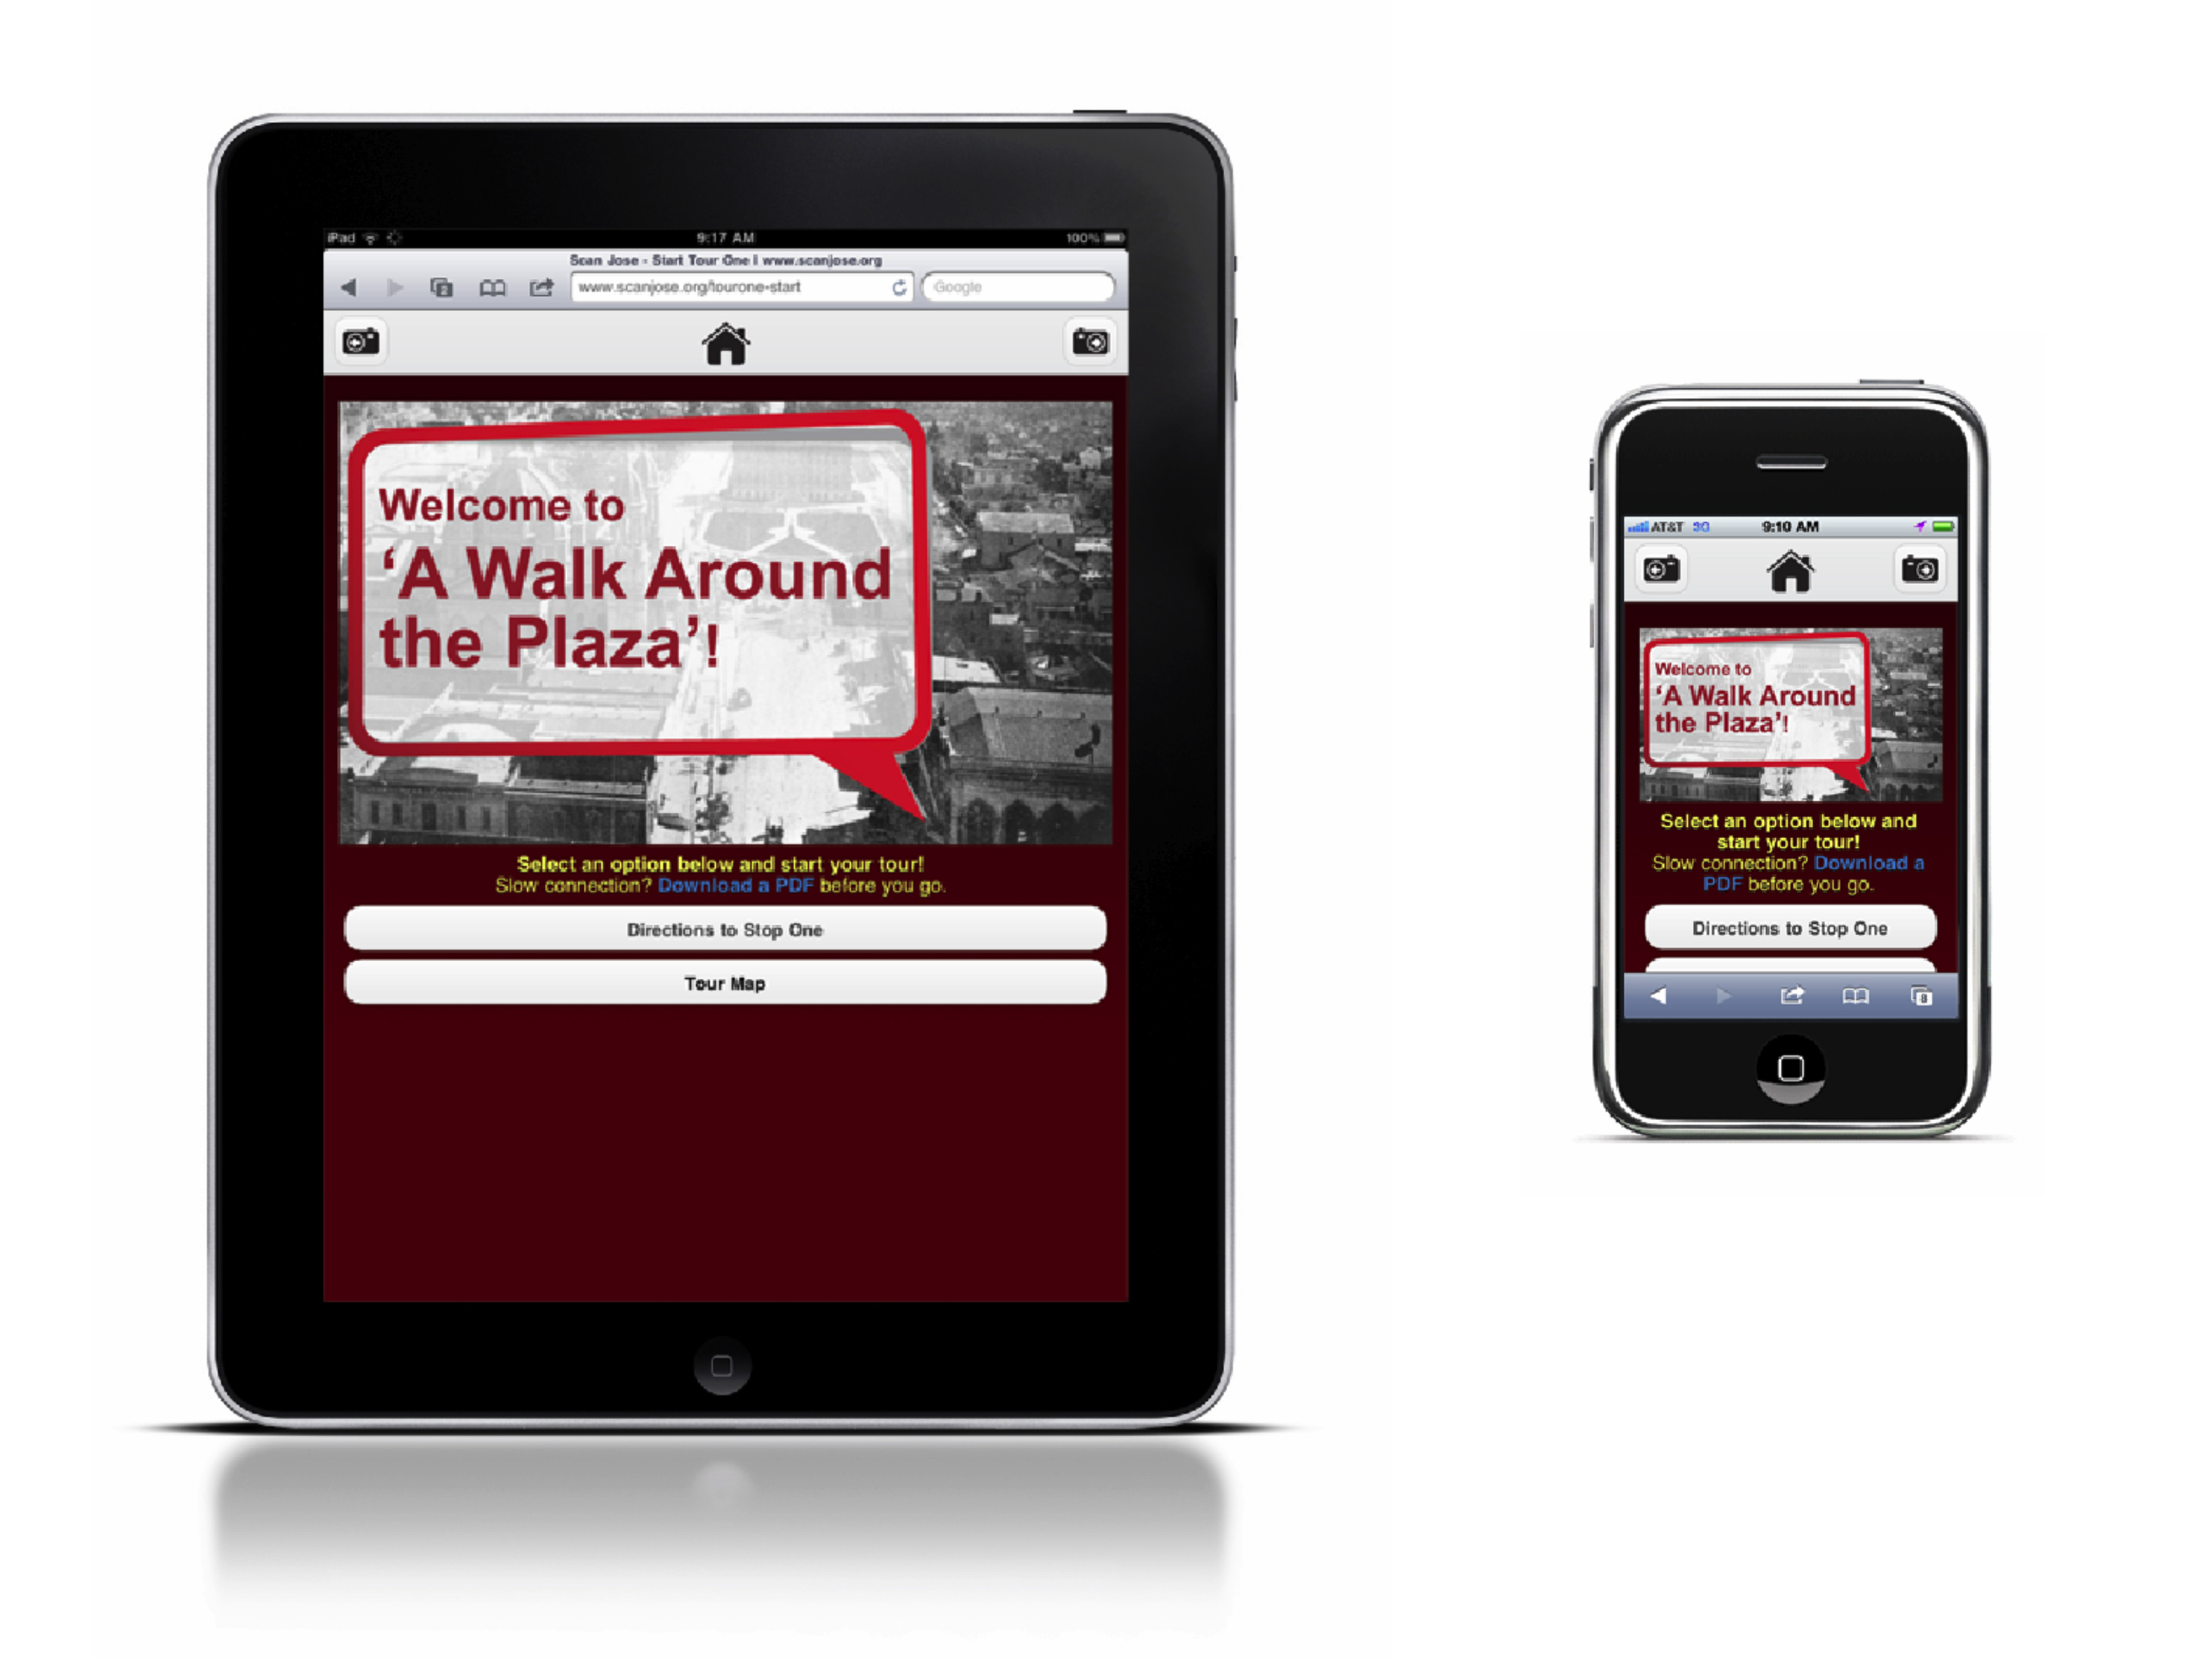 iPad
9:17 AM
100%
Scan Jose - Start Tour One | www.scanjose.org
2
www.scanjose.org/tourone-start
Google
Welcome to
‘A Walk Around
the Plaza’!
Select an option below and start your tour!
Slow connection? Download a PDF before you go.
Directions to Stop One
Tour Map
AT&T 3G
9:10 AM
Welcome to
‘A Walk Around
the Plaza’!
Select an option below and
start your tour!
Slow connection? Download a
PDF before you go.
Directions to Stop One
8